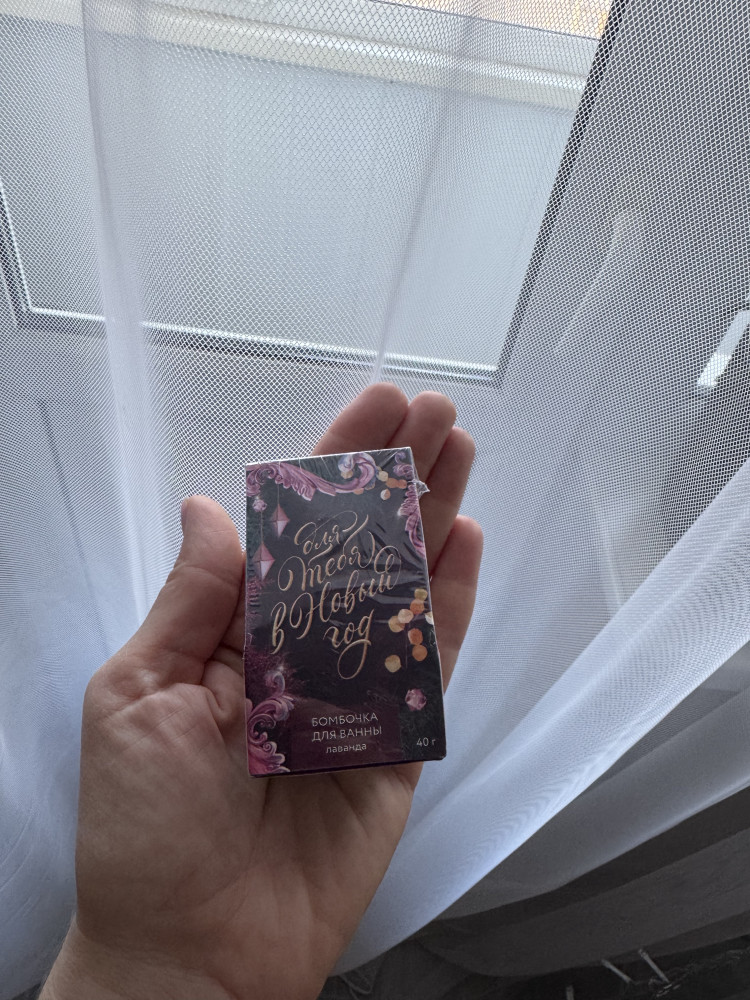 для
тебя
в Новый
год
БОМБОЧКА
ДЛЯ ВАННЫ
лаванда
40 г